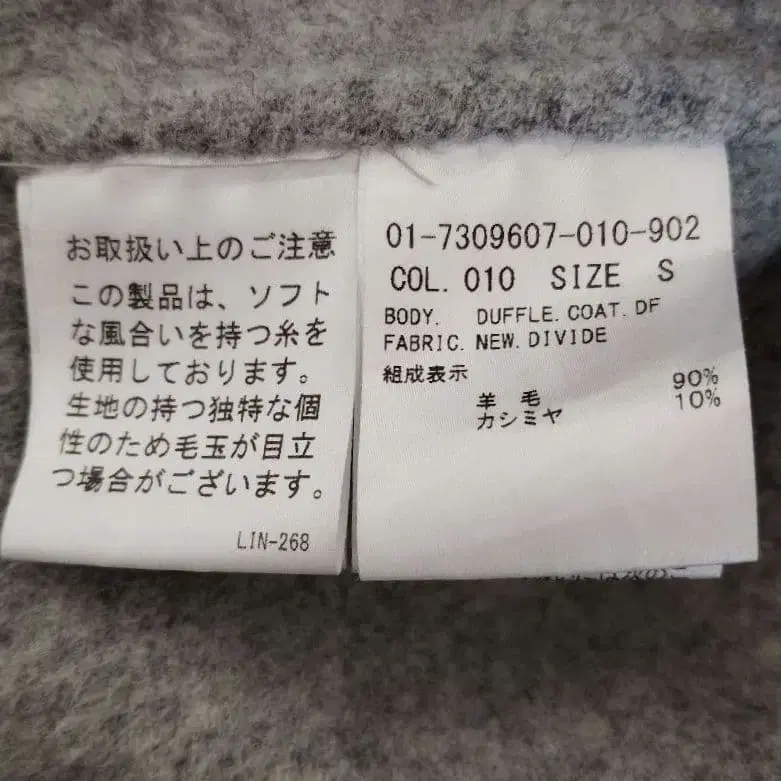 お取扱い上のご注意
この製品は、ソフト
な風合いを持つ糸を
使用しております。
生地の持つ独特な個
性のため毛玉が目立
つ場合がございます。
LIN-268
01-7309607-010-902
COL. 010 SIZE S
BODY. DUFFLE. COAT. DF
FABRIC. NEW. DIVIDE
組成表示
羊 毛 90%
カシミヤ 10%